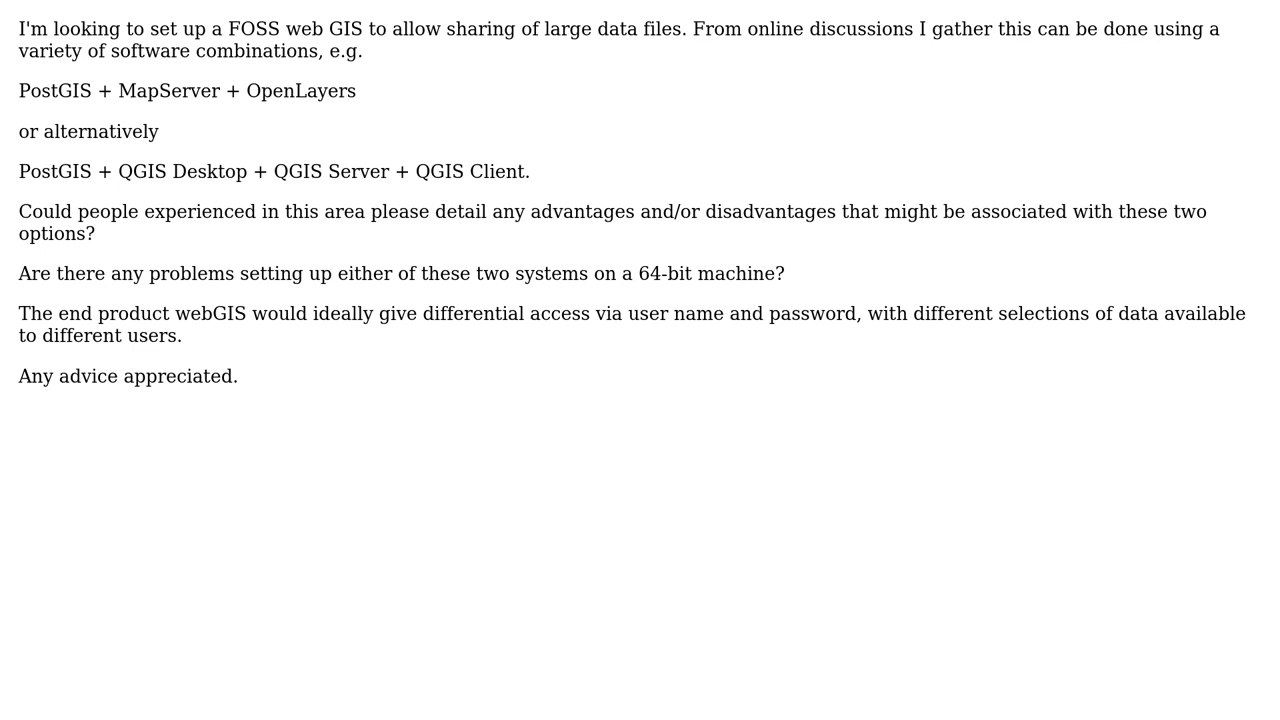 I'm looking to set up a FOSS web GIS to allow sharing of large data files. From online discussions I gather this can be done using a
variety of software combinations, e.g.
PostGIS + MapServer + OpenLayers
or alternatively
PostGIS + QGIS Desktop + QGIS Server + QGIS Client.
Could people experienced in this area please detail any advantages and/or disadvantages that might be associated with these two
options?
Are there any problems setting up either of these two systems on a 64-bit machine?
The end product webGIS would ideally give differential access via user name and password, with different selections of data available
to different users.
Any advice appreciated.